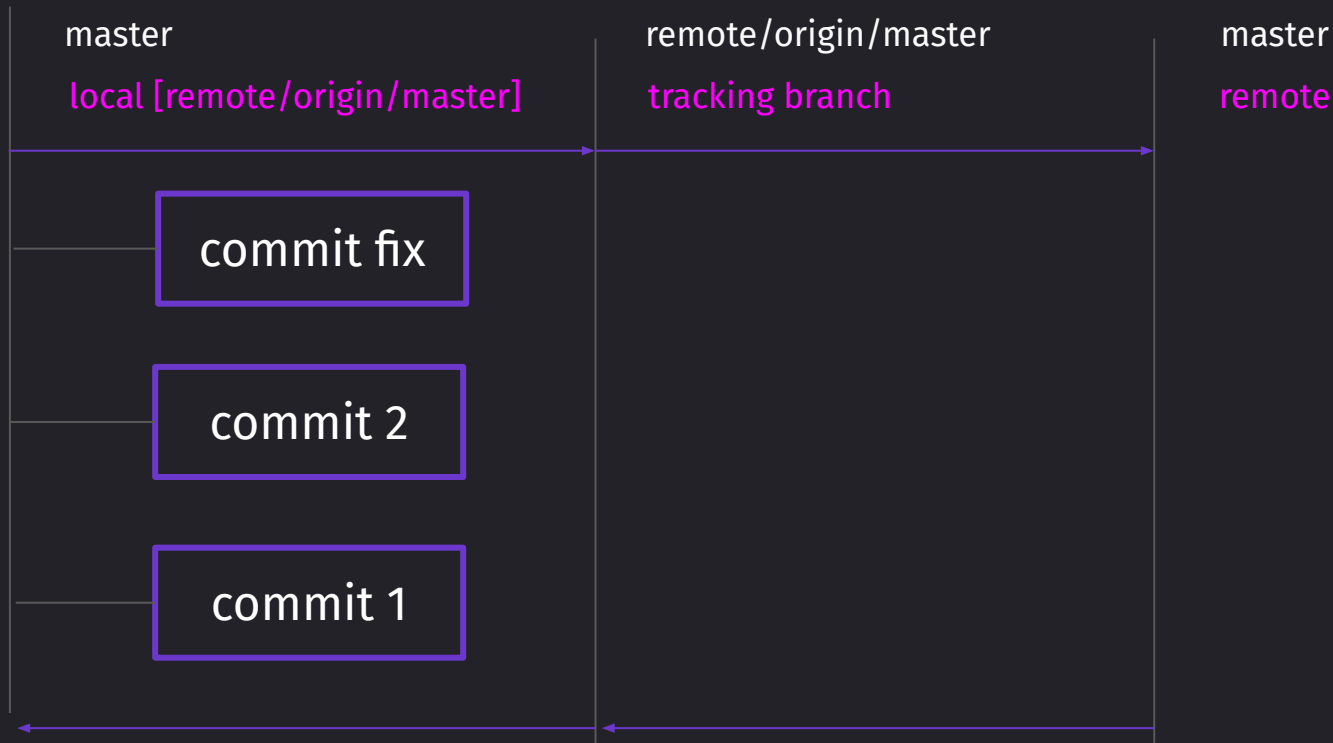 master
remote/origin/master
master
local [remote/origin/master]
tracking branch
remote
commit fix
commit 2
commit 1